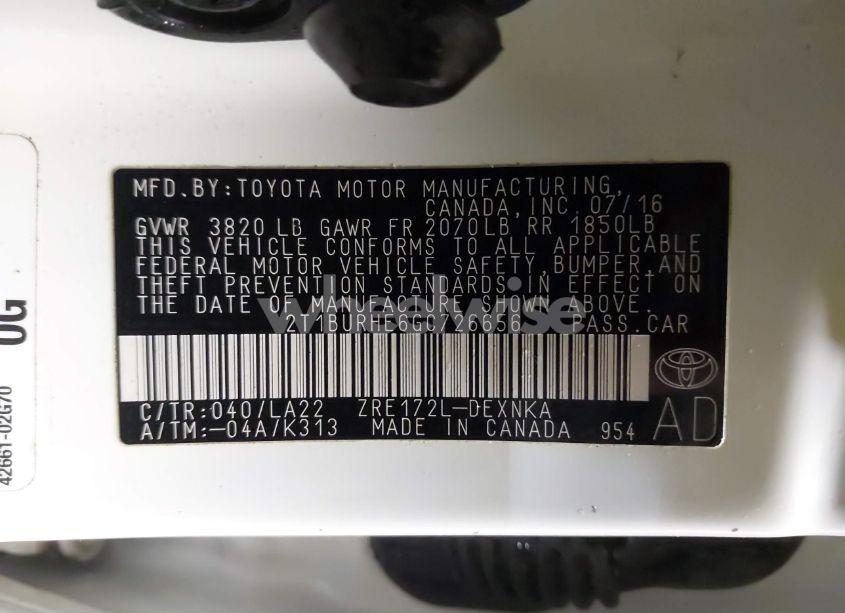 MFD.BY:TOYOTA MOTOR MANUFACTURING,
CANADA,INC. 07/16
GVWR 3820 LB GAWR FR 2070LB RR 1850LB
THIS VEHICLE CONFORMS TO ALL APPLICABLE
FEDERAL MOTOR VEHICLE SAFETY,BUMPER,AND
THEFT PREVENTION STANDARDS IN EFFECT ON
THE DATE OF MANUFACTURE SHOWN ABOVE.
PASS.CAR
wheelwise
C/TR:040/LA22 ZRE172L-DEXNKA
A/TM:-04A/K313 MADE IN CANADA 954
AD
0G
42661-02G70